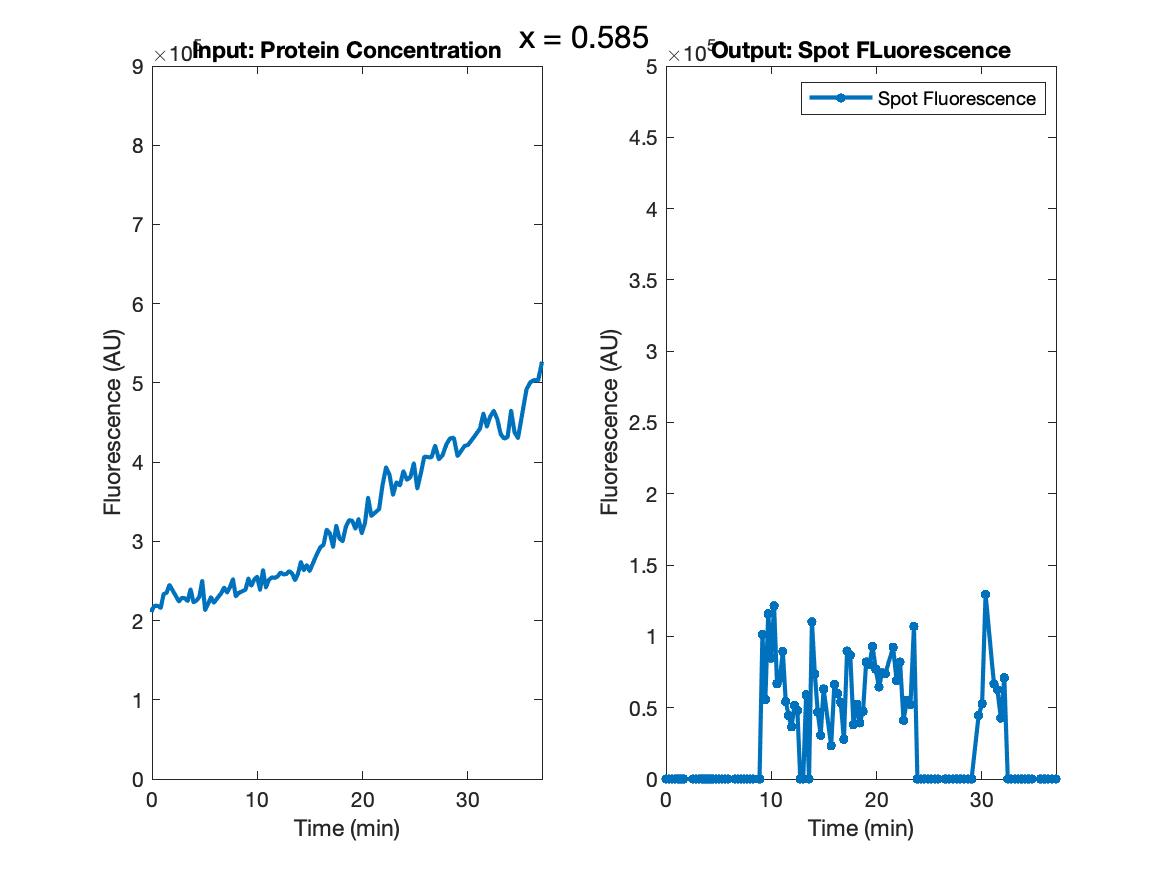 x = 0.585
×10⁵
Input: Protein Concentration
9
8
7
6
5
4
3
2
1
0
Fluorescence (AU)
0 10 20 30
Time (min)
×10⁵
Output: Spot FLuorescence
Spot Fluorescence
5
4.5
4
3.5
3
2.5
2
1.5
1
0.5
0
Fluorescence (AU)
0 10 20 30
Time (min)